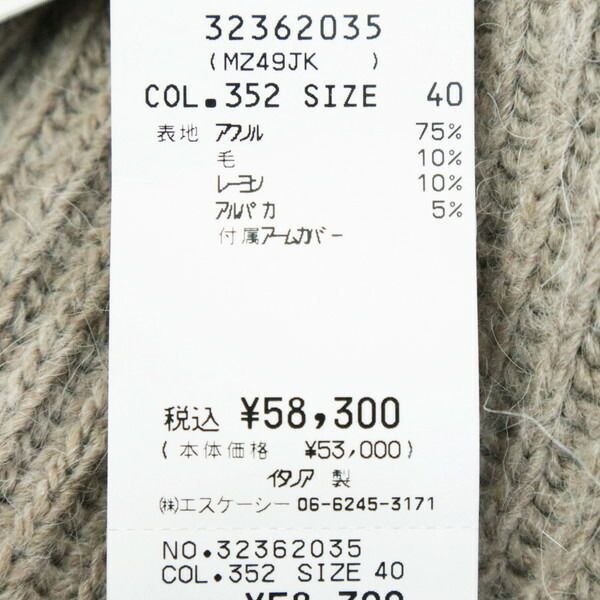 32362035
(MZ49JK )
COL.352 SIZE 40
表地 アクリル 75%
毛 10%
レーヨン 10%
アルパカ 5%
付属アームカバー
税込 ¥58,300
(本体価格 ¥53,000)
イタリア 製
㈱エスケーシー 06-6245-3171
NO.32362035
COL.352 SIZE 40
¥58,300